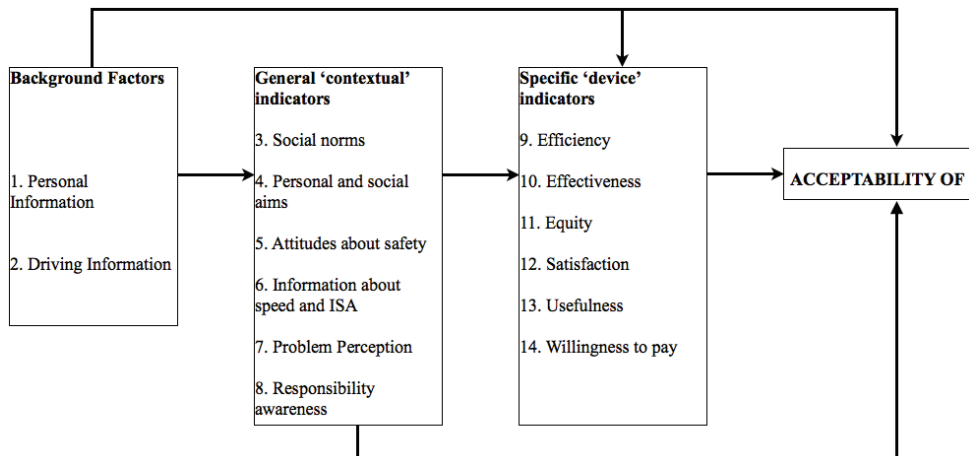 Background Factors
1. Personal
Information
2. Driving Information
General ‘contextual’
indicators
3. Social norms
4. Personal and social
aims
5. Attitudes about safety
6. Information about
speed and ISA
7. Problem Perception
8. Responsibility
awareness
Specific ‘device’
indicators
9. Efficiency
10. Effectiveness
11. Equity
12. Satisfaction
13. Usefulness
14. Willingness to pay
ACCEPTABILITY OF